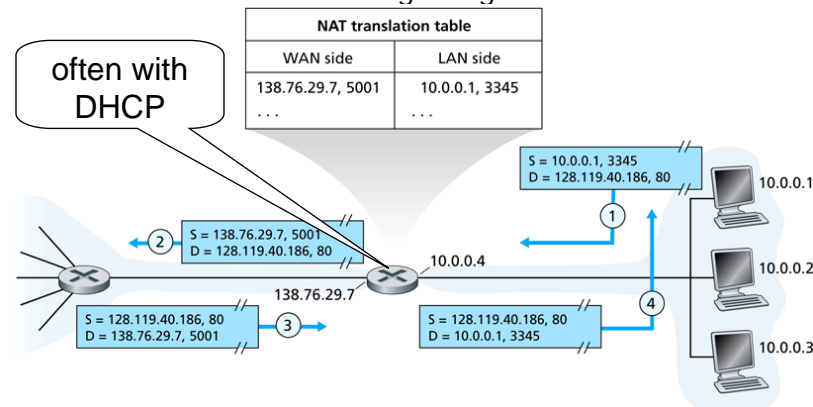 NAT translation table
WAN side
LAN side
138.76.29.7, 5001
10.0.0.1, 3345
. . .
. . .
often with
DHCP
S = 10.0.0.1, 3345
D = 128.119.40.186, 80
1
10.0.0.1
2
S = 138.76.29.7, 5001
D = 128.119.40.186, 80
10.0.0.4
10.0.0.2
138.76.29.7
S = 128.119.40.186, 80
D = 138.76.29.7, 5001
3
S = 128.119.40.186, 80
D = 10.0.0.1, 3345
4
10.0.0.3